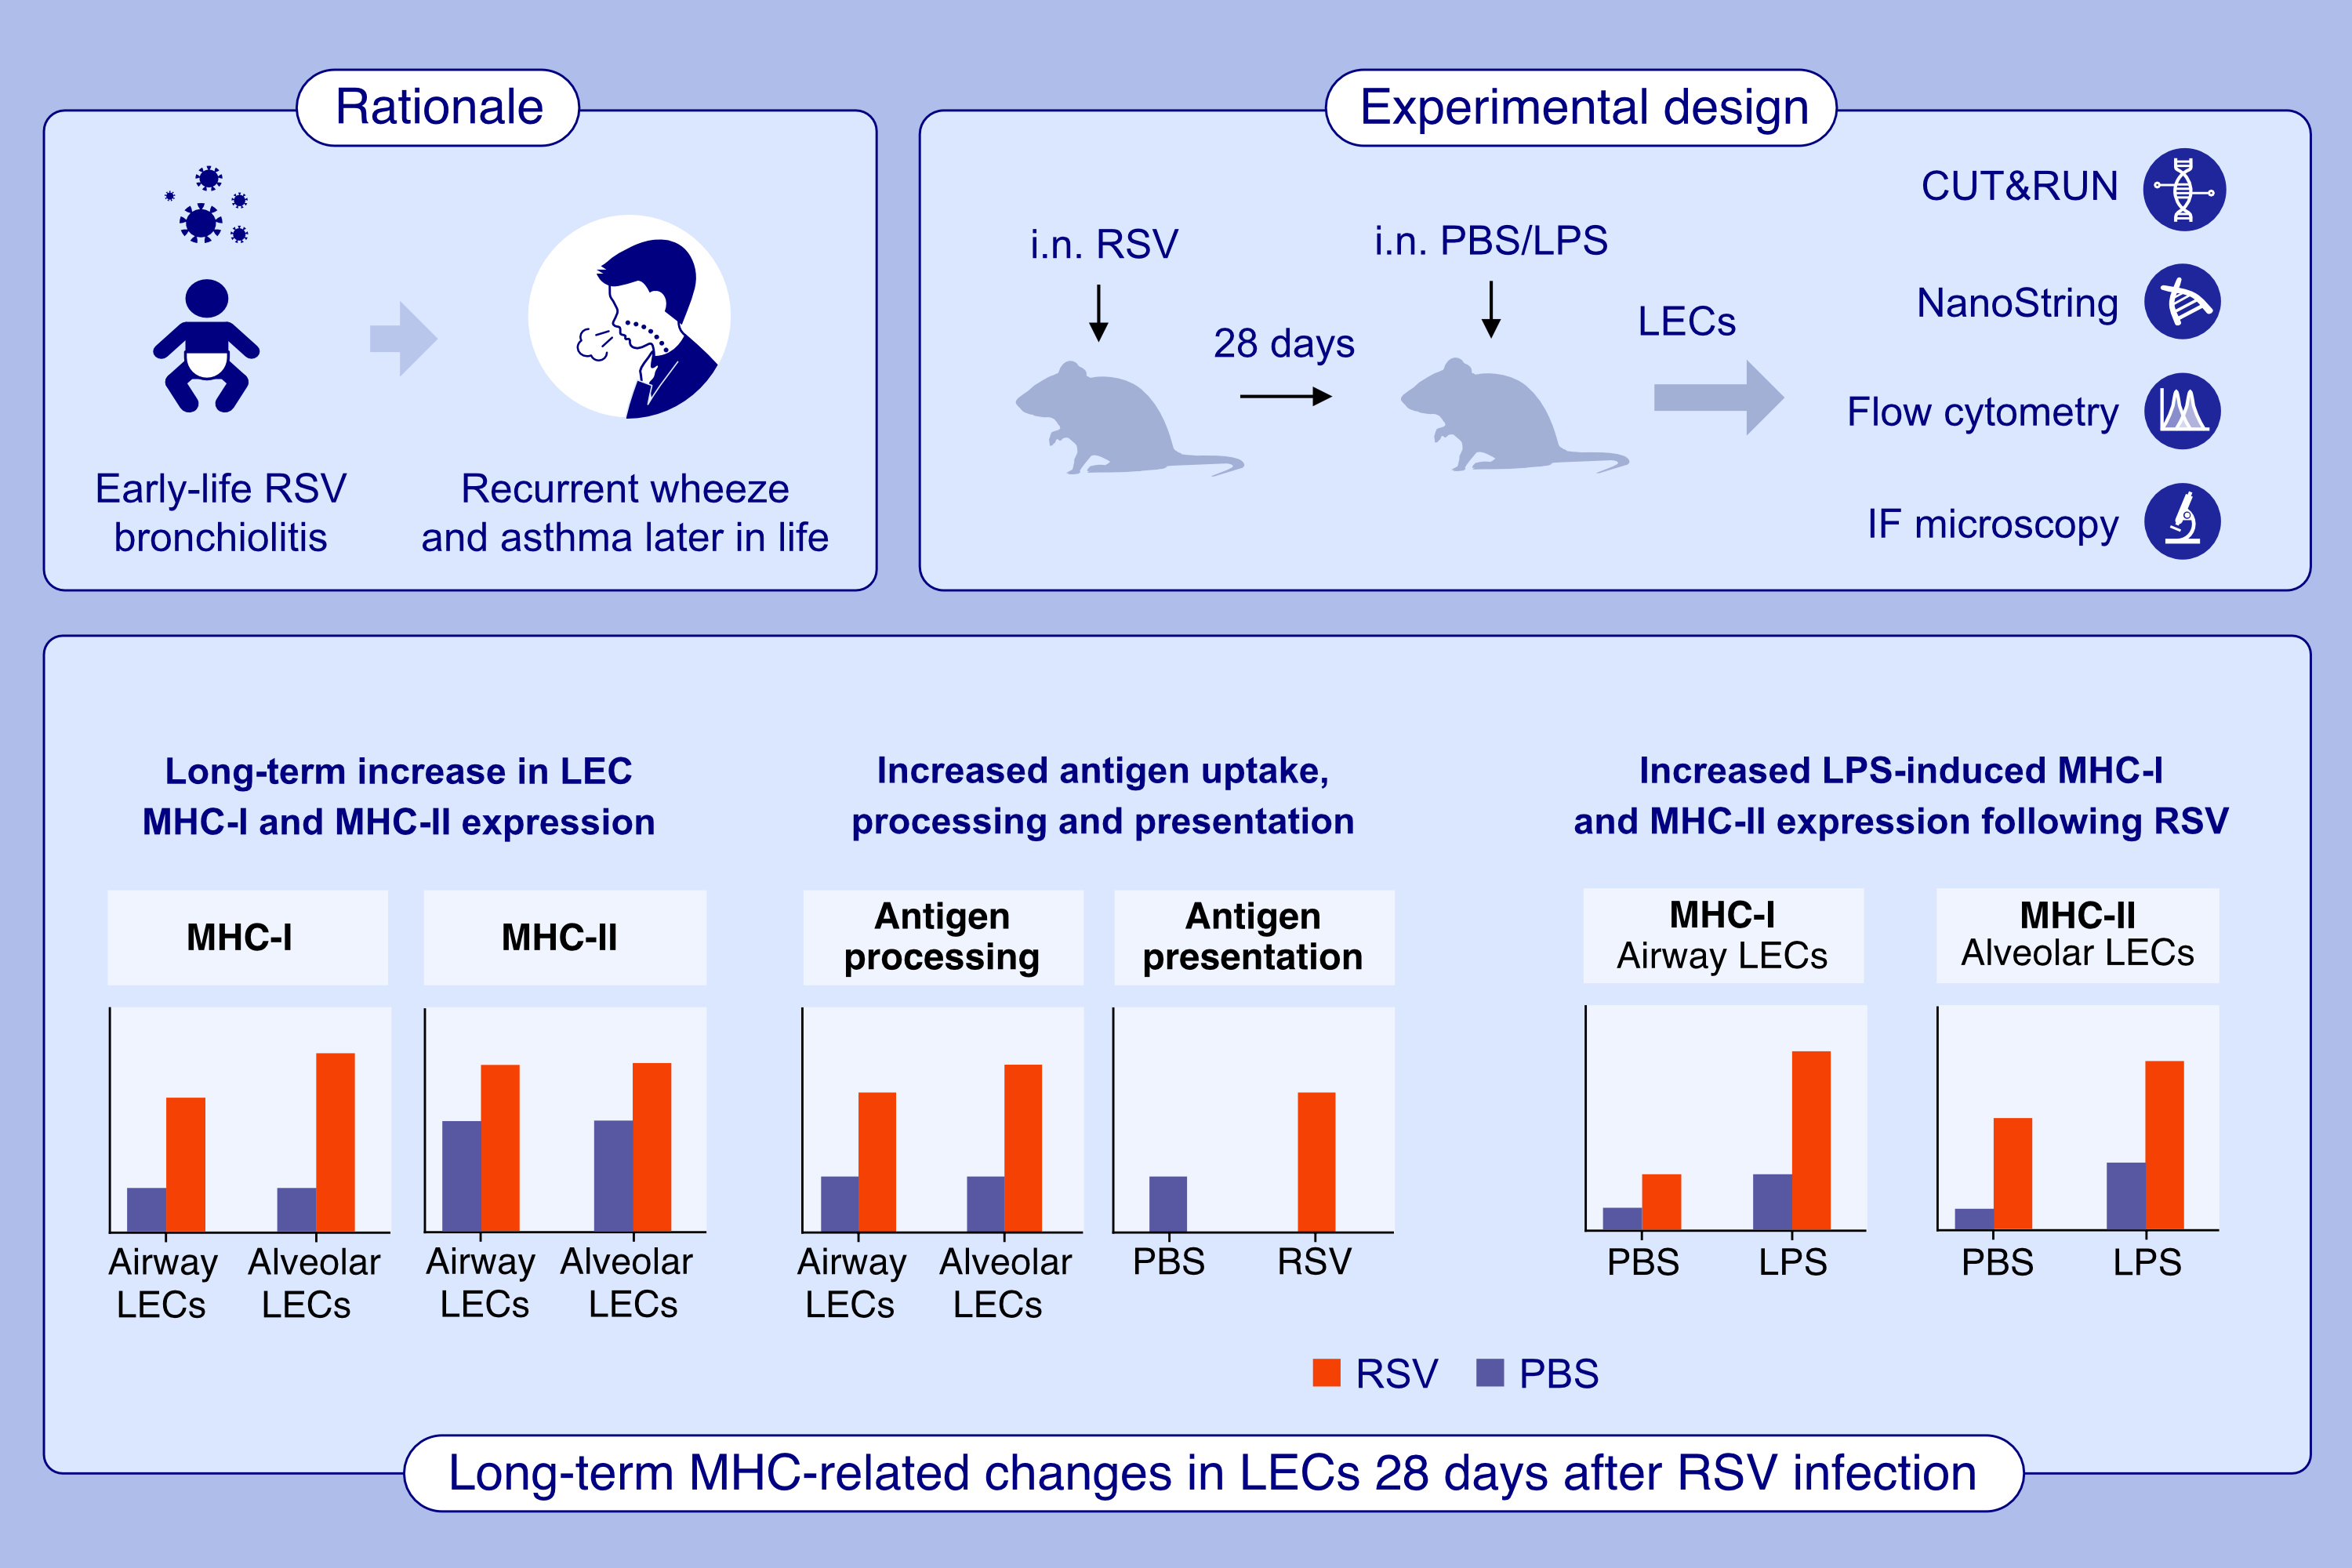 Rationale
Early-life RSV
bronchiolitis
Recurrent wheeze
and asthma later in life
Experimental design
i.n. RSV
28 days
i.n. PBS/LPS
LECs
CUT&RUN
NanoString
Flow cytometry
IF microscopy
Long-term increase in LEC
MHC-I and MHC-II expression
MHC-I
Airway
LECs
Alveolar
LECs
MHC-II
Airway
LECs
Alveolar
LECs
Increased antigen uptake,
processing and presentation
Antigen
processing
Airway
LECs
Alveolar
LECs
Antigen
presentation
PBS
RSV
Increased LPS-induced MHC-I
and MHC-II expression following RSV
MHC-I
Airway LECs
PBS
LPS
MHC-II
Alveolar LECs
PBS
LPS
RSV
PBS
Long-term MHC-related changes in LECs 28 days after RSV infection